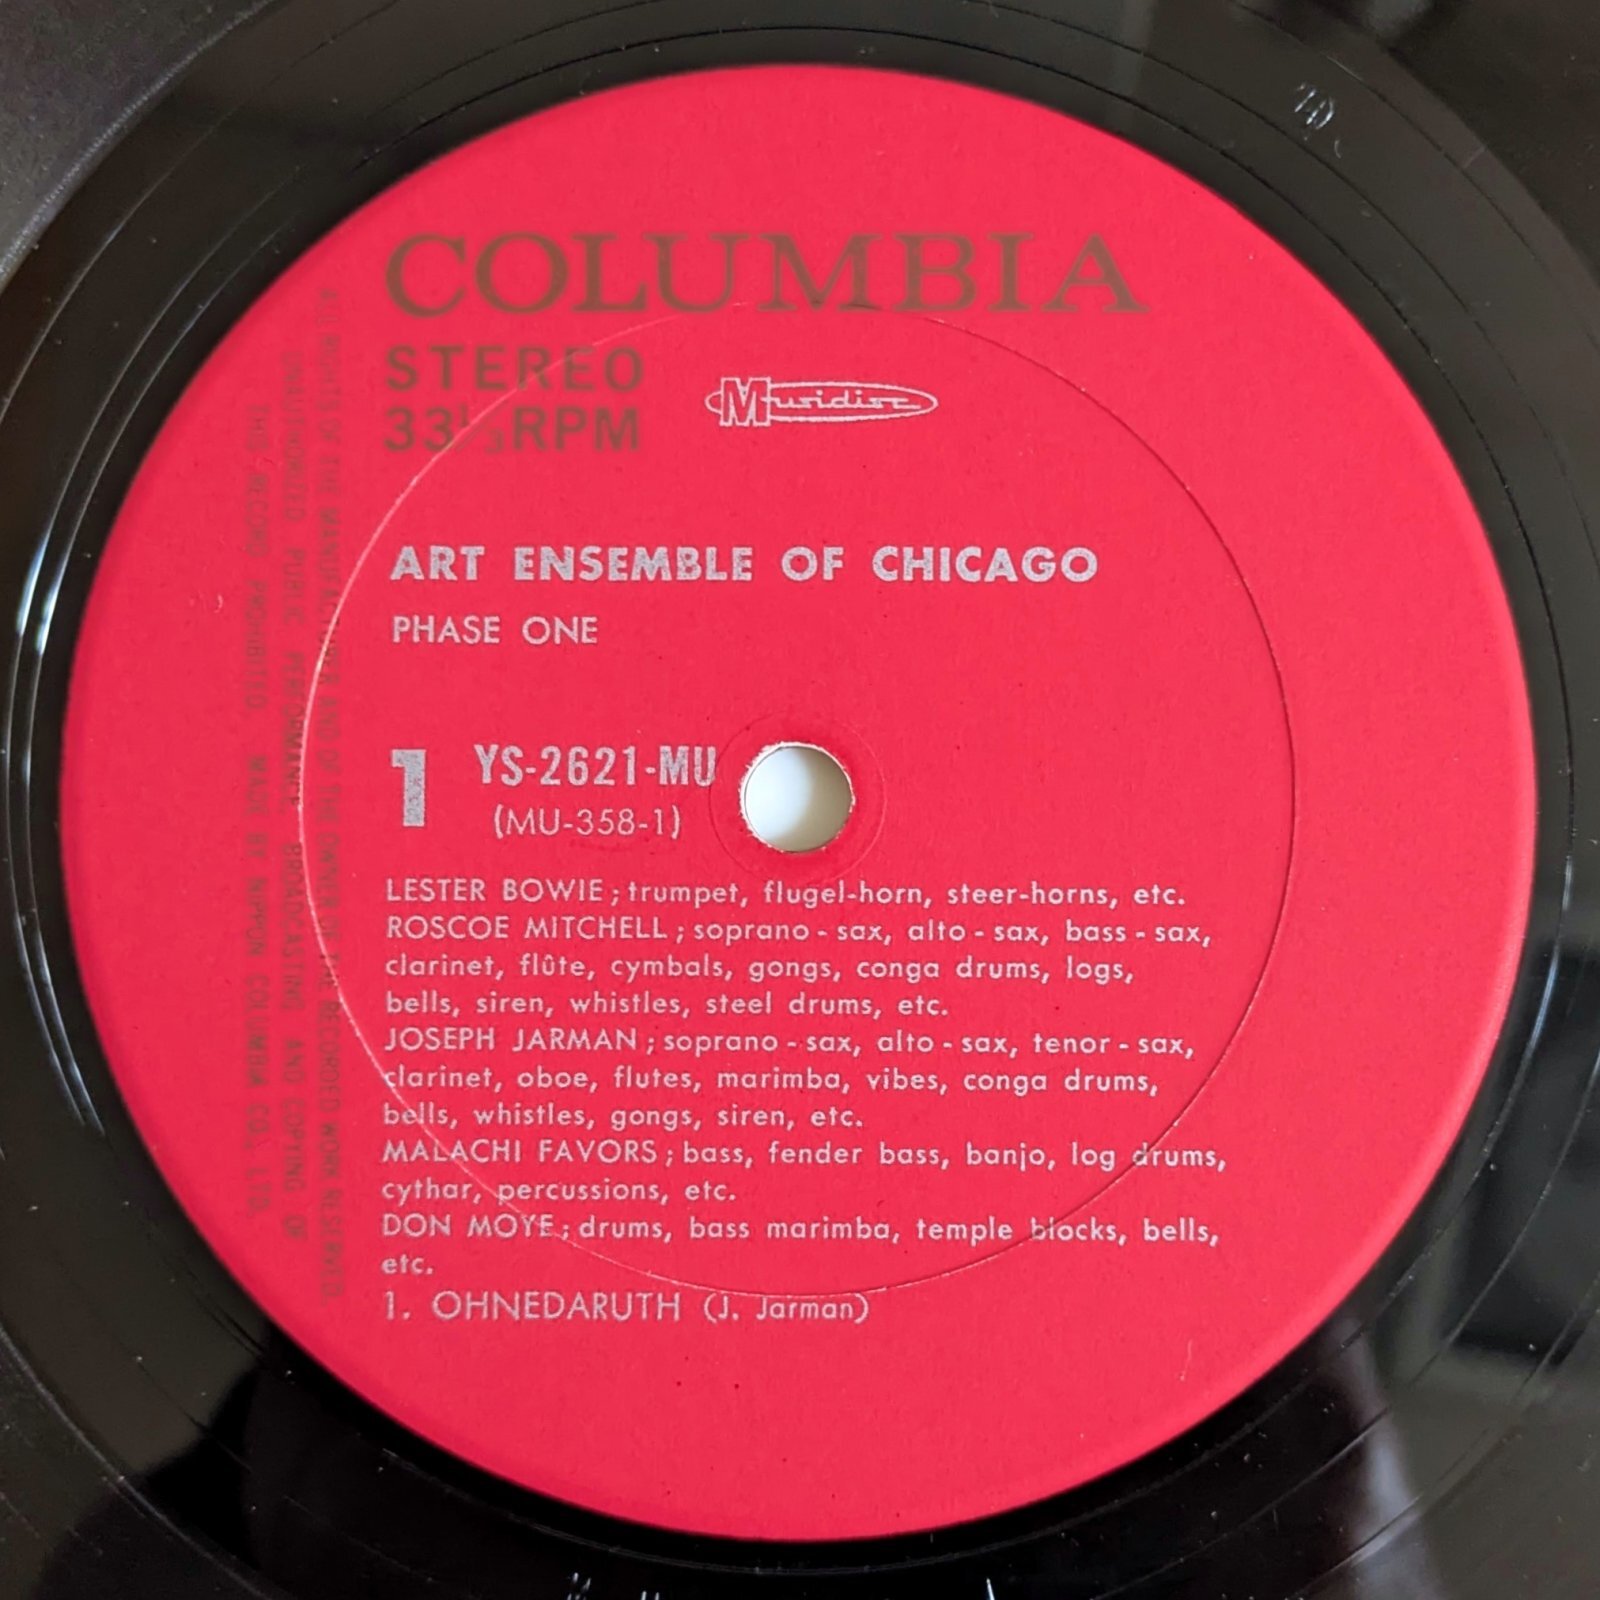 COLUMBIA
STEREO
33⅓RPM
Musidisc
ART ENSEMBLE OF CHICAGO
PHASE ONE
1 YS-2621-MU
(MU-358-1)
LESTER BOWIE ; trumpet, flugel-horn, steer-horns, etc.
ROSCOE MITCHELL ; soprano - sax, alto - sax, bass - sax,
clarinet, flûte, cymbals, gongs, conga drums, logs,
bells, siren, whistles, steel drums, etc.
JOSEPH JARMAN ; soprano - sax, alto - sax, tenor - sax,
clarinet, oboe, flutes, marimba, vibes, conga drums,
bells, whistles, gongs, siren, etc.
MALACHI FAVORS ; bass, fender bass, banjo, log drums,
cythar, percussions, etc.
DON MOYE ; drums, bass marimba, temple blocks, bells,
etc.
1. OHNEDARUTH (J. Jarman)
ALL RIGHTS OF THE MANUFACTURER AND OF THE OWNER OF THE RECORDED WORK RESERVED.
UNAUTHORIZED PUBLIC PERFORMANCE, BROADCASTING AND COPYING OF
THIS RECORD PROHIBITED. MADE BY NIPPON COLUMBIA CO., LTD.